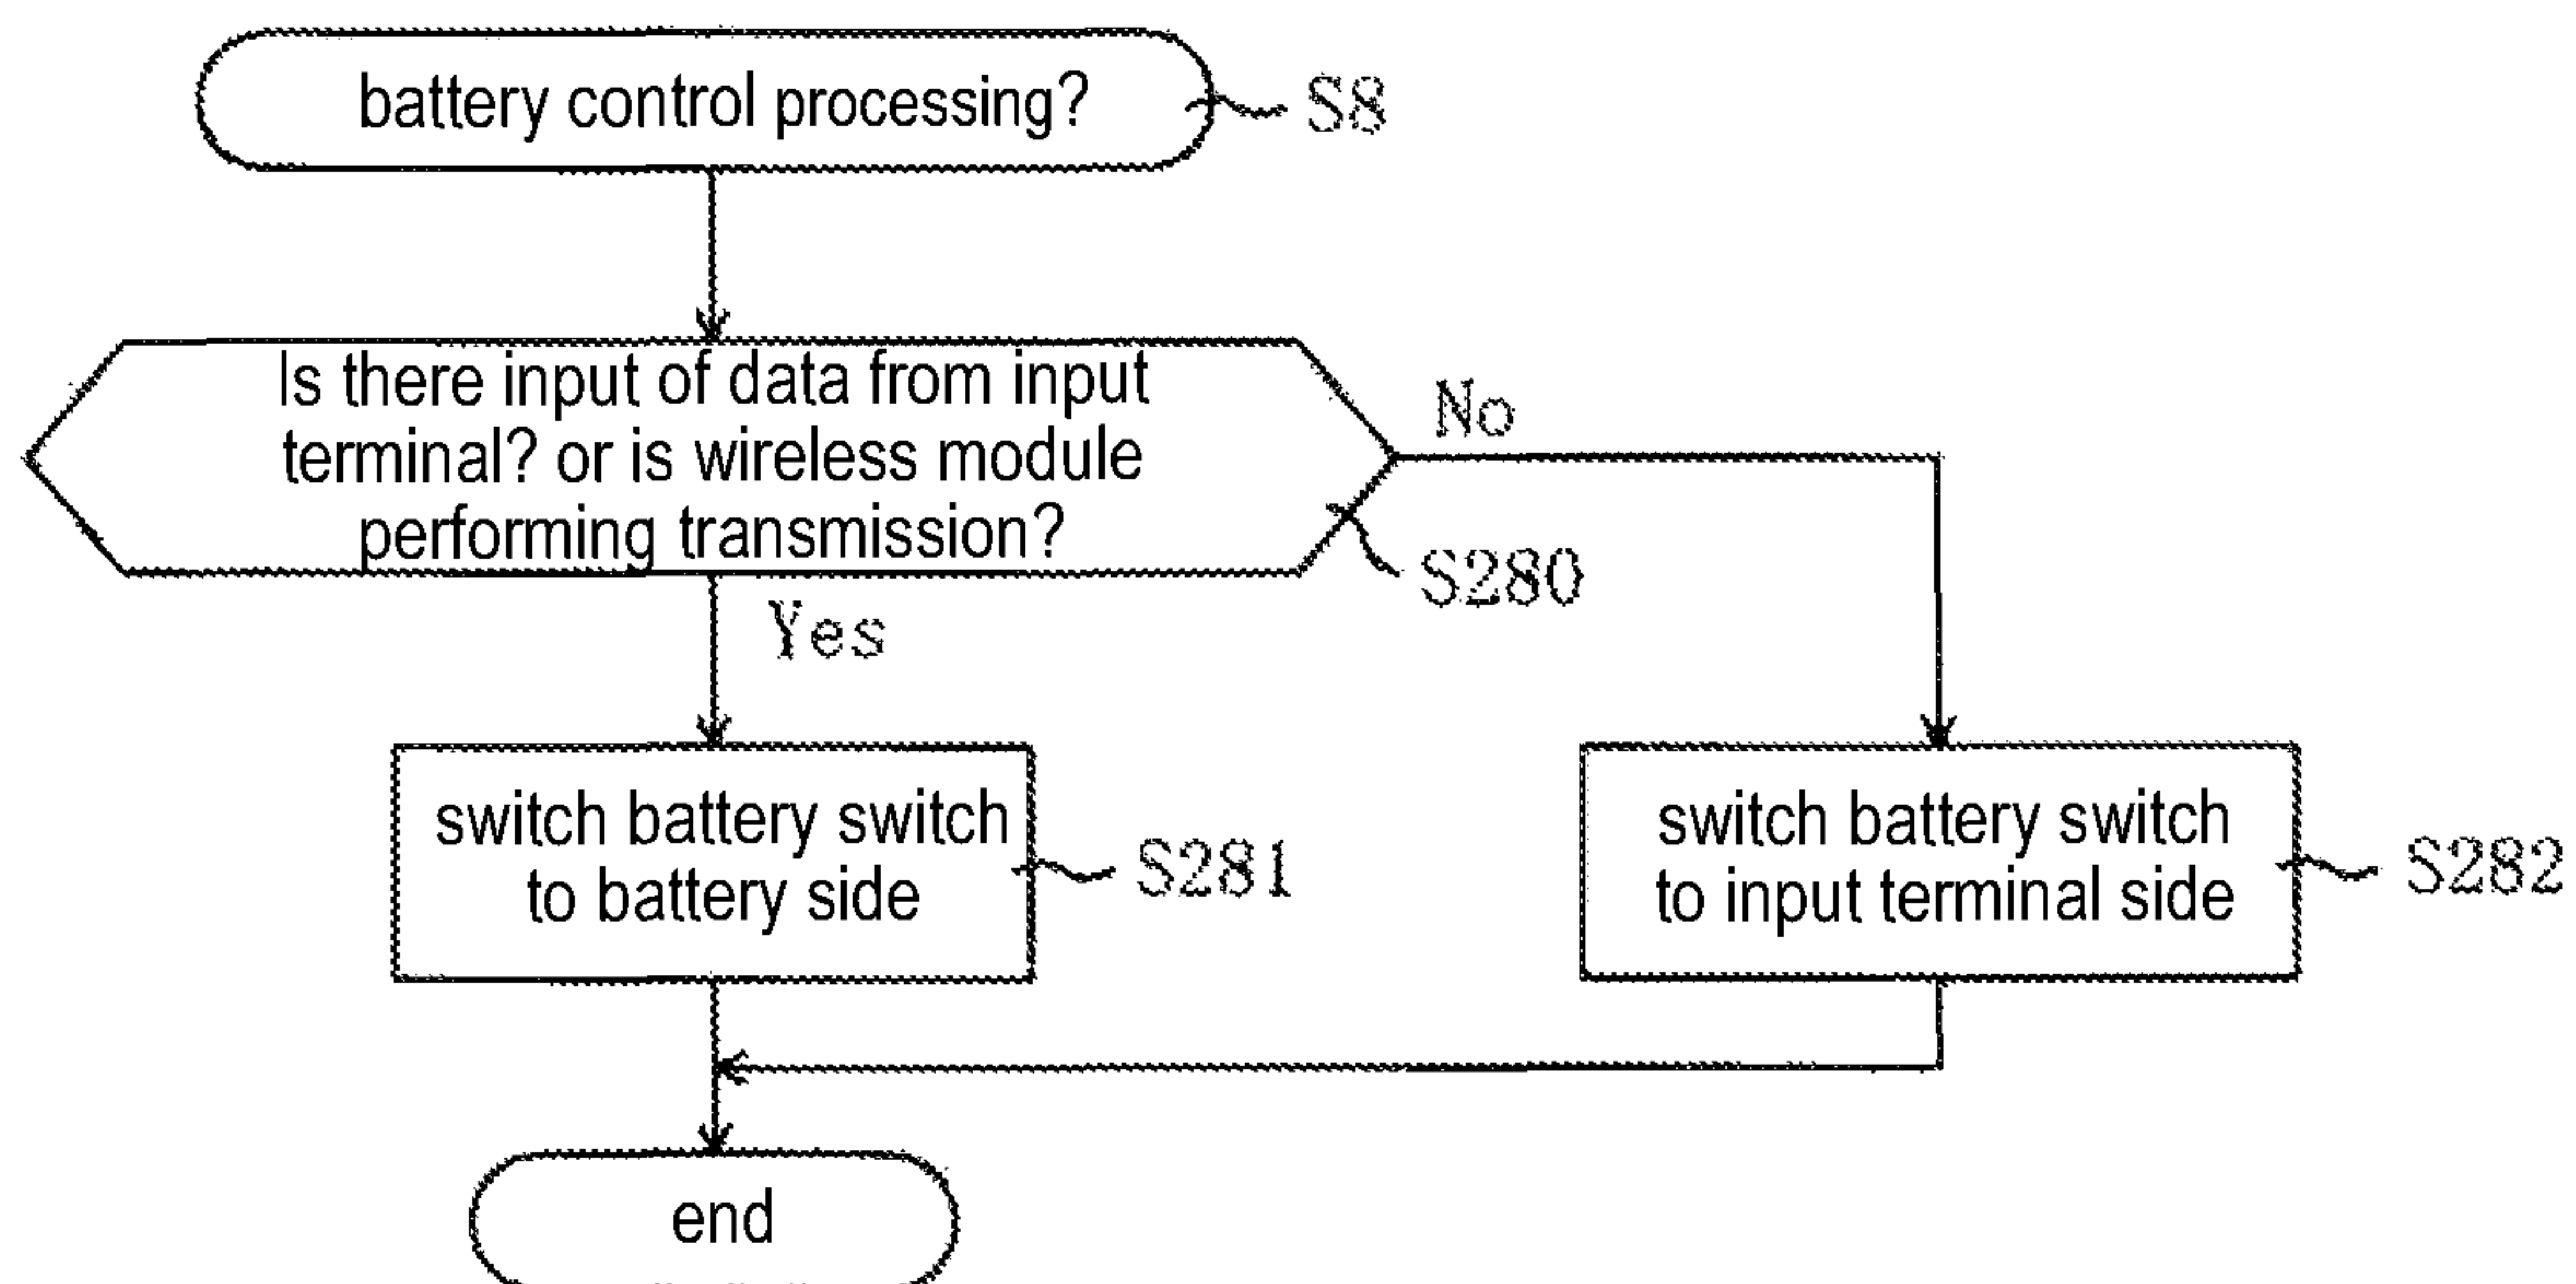 battery control processing?
S8
Is there input of data from input
terminal? or is wireless module
performing transmission?
No
S280
Yes
switch battery switch
to battery side
S281
switch battery switch
to input terminal side
S282
end